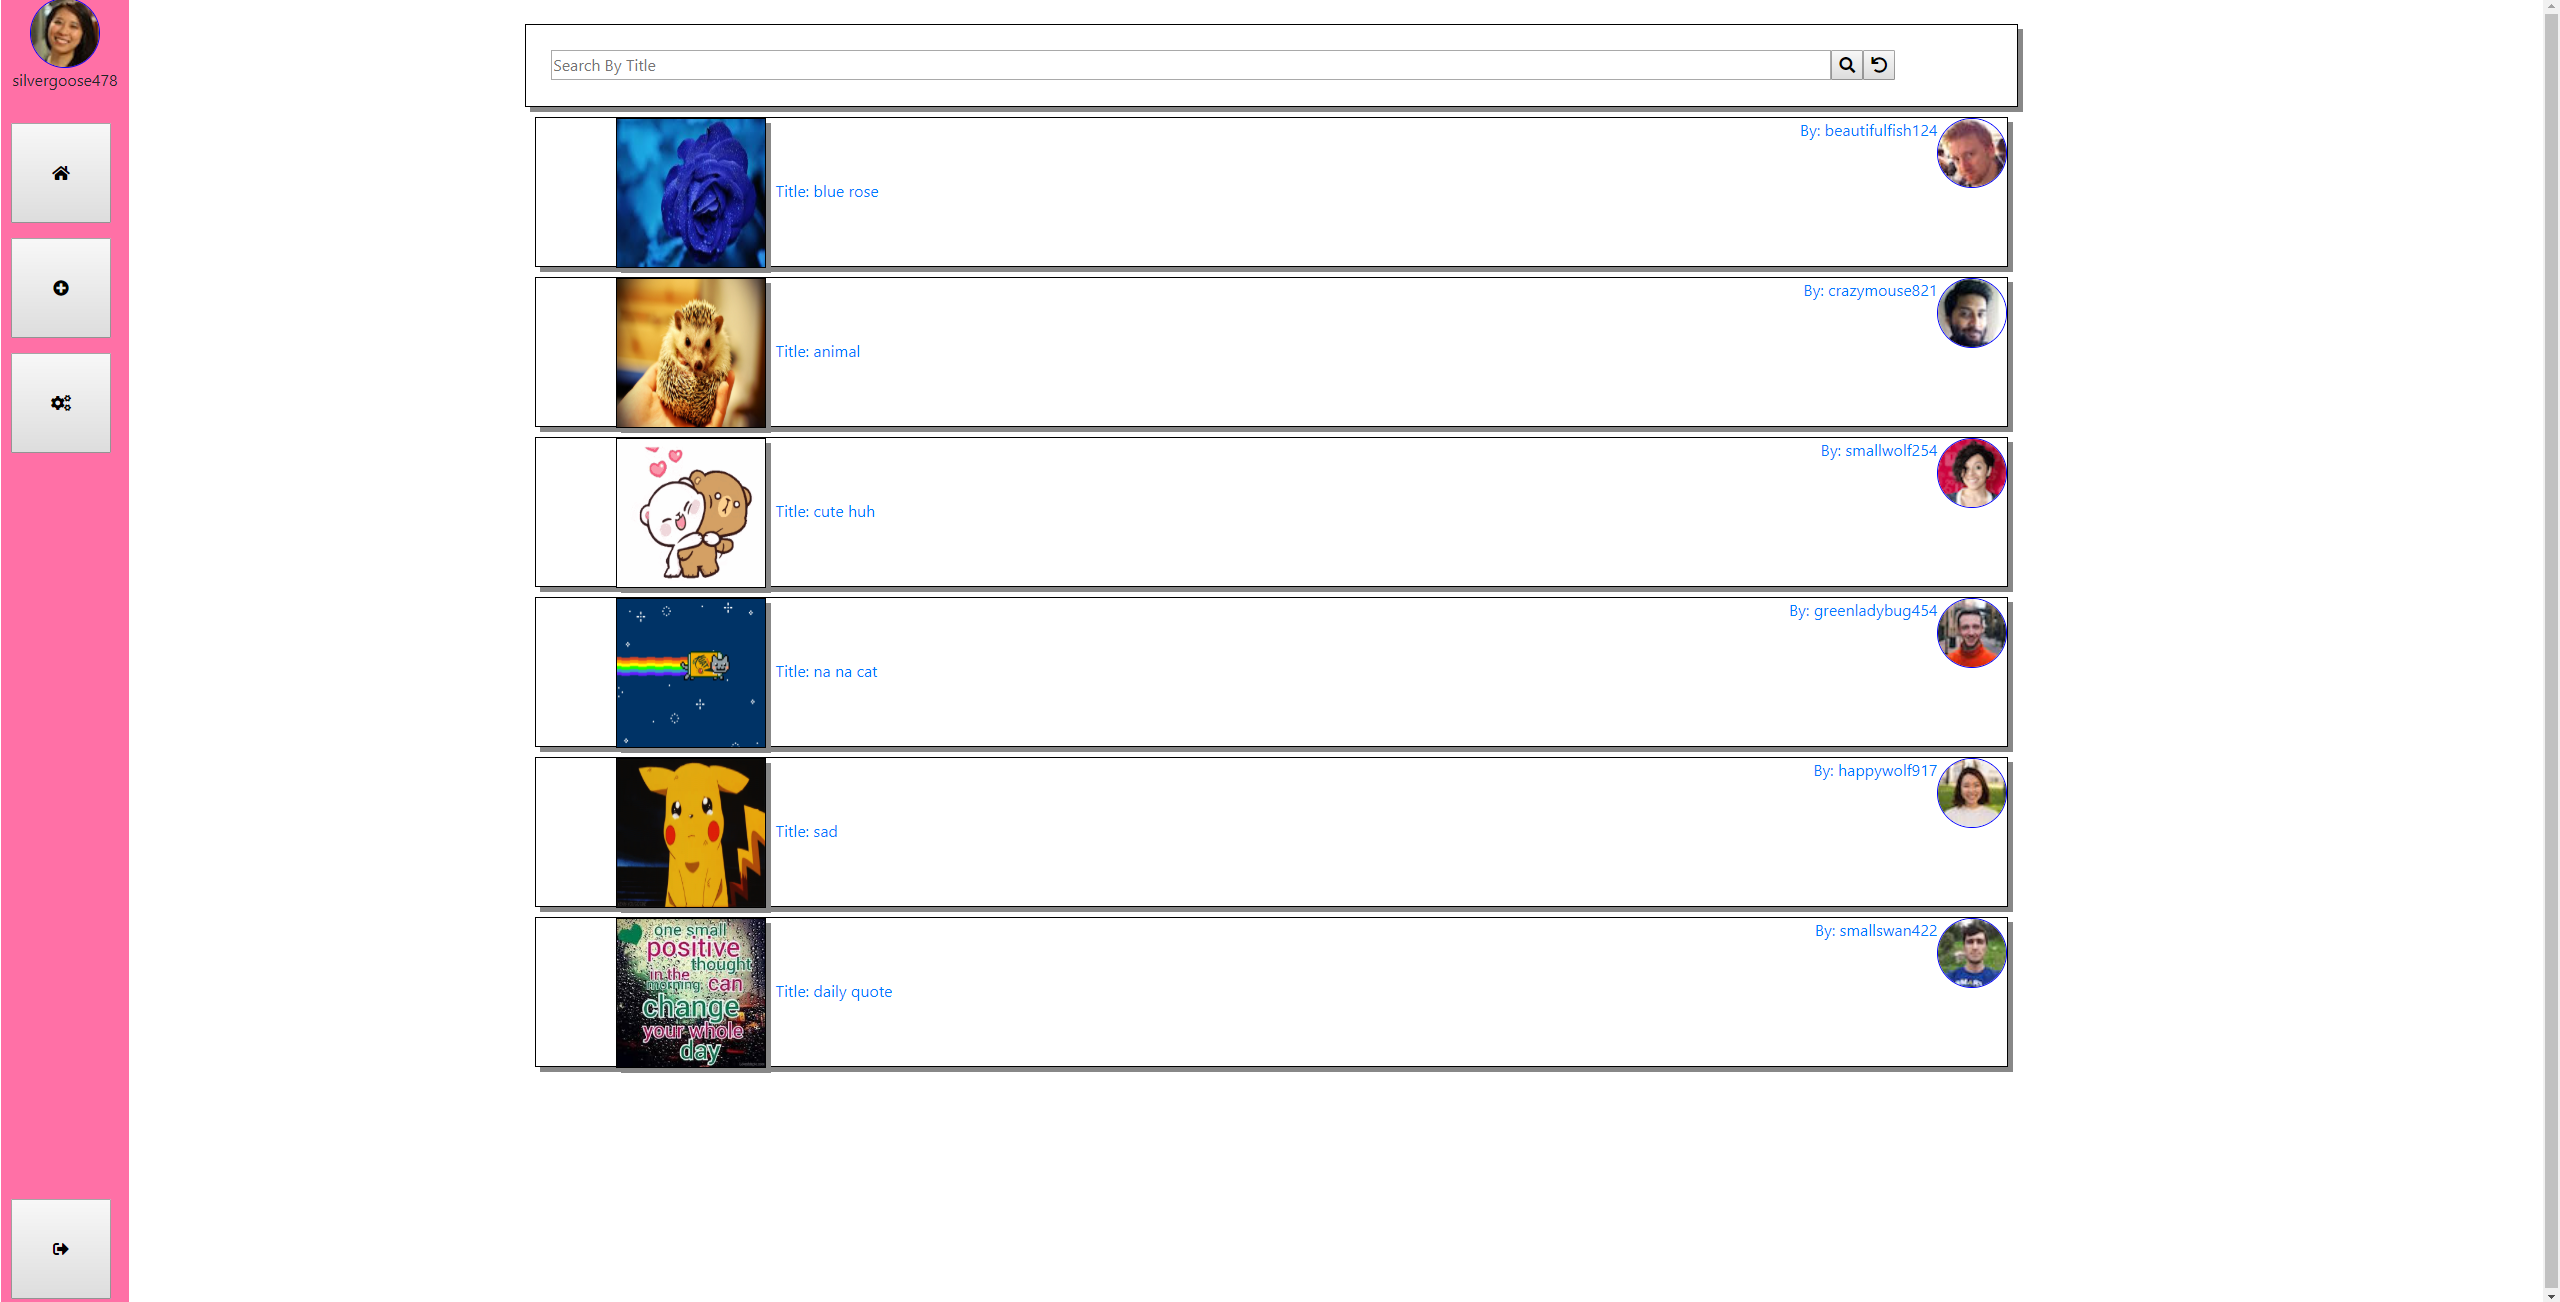 silvergoose478
Search By Title
By: beautifulfish124
Title: blue rose
By: crazymouse821
Title: animal
By: smallwolf254
Title: cute huh
By: greenladybug454
Title: na na cat
By: happywolf917
Title: sad
By: smallswan422
one small
positive
thought
in the
morning, can
change
your whole
day
Title: daily quote